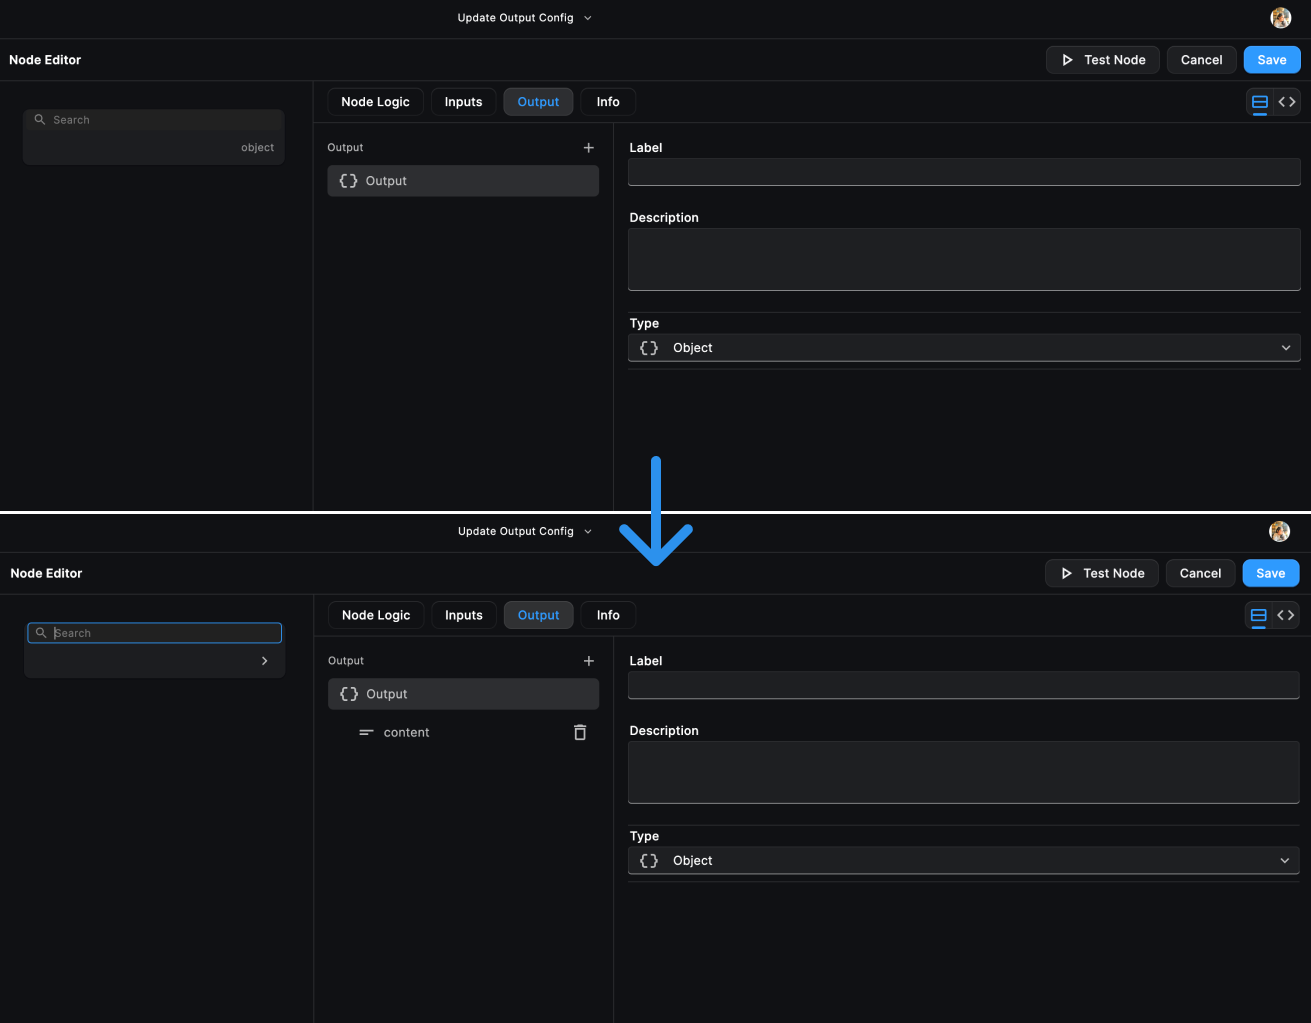 Update Output Config
Node Editor
Test Node
Cancel
Save
Node Logic
Inputs
Output
Info
Search
object
Output
Output
Label
Description
Type
Object
Update Output Config
Node Editor
Test Node
Cancel
Save
Node Logic
Inputs
Output
Info
Search
Output
Output
content
Label
Description
Type
Object